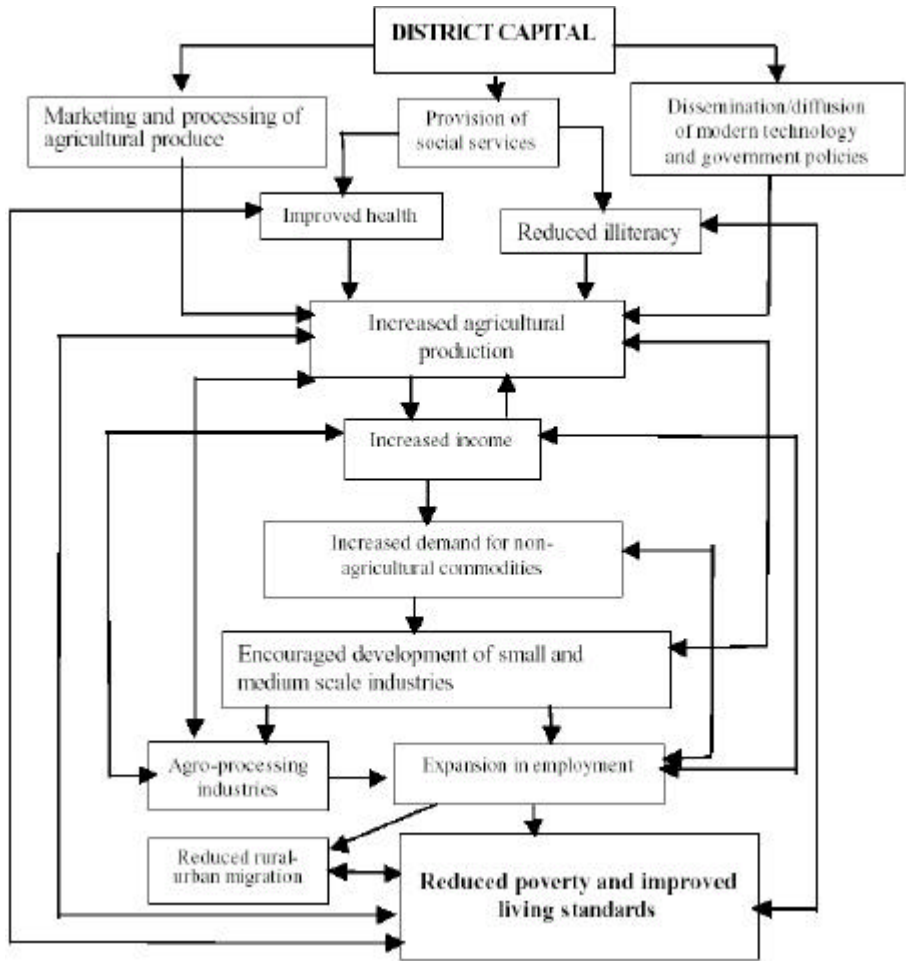 DISTRICT CAPITAL
Marketing and processing of
agricultural produce
Provision of
social services
Dissemination/diffusion
of modern technology
and government policies
Improved health
Reduced illiteracy
Increased agricultural
production
Increased income
Increased demand for non-
agricultural commodities
Encouraged development of small and
medium scale industries
Agro-processing
industries
Expansion in employment
Reduced rural-
urban migration
Reduced poverty and improved
living standards